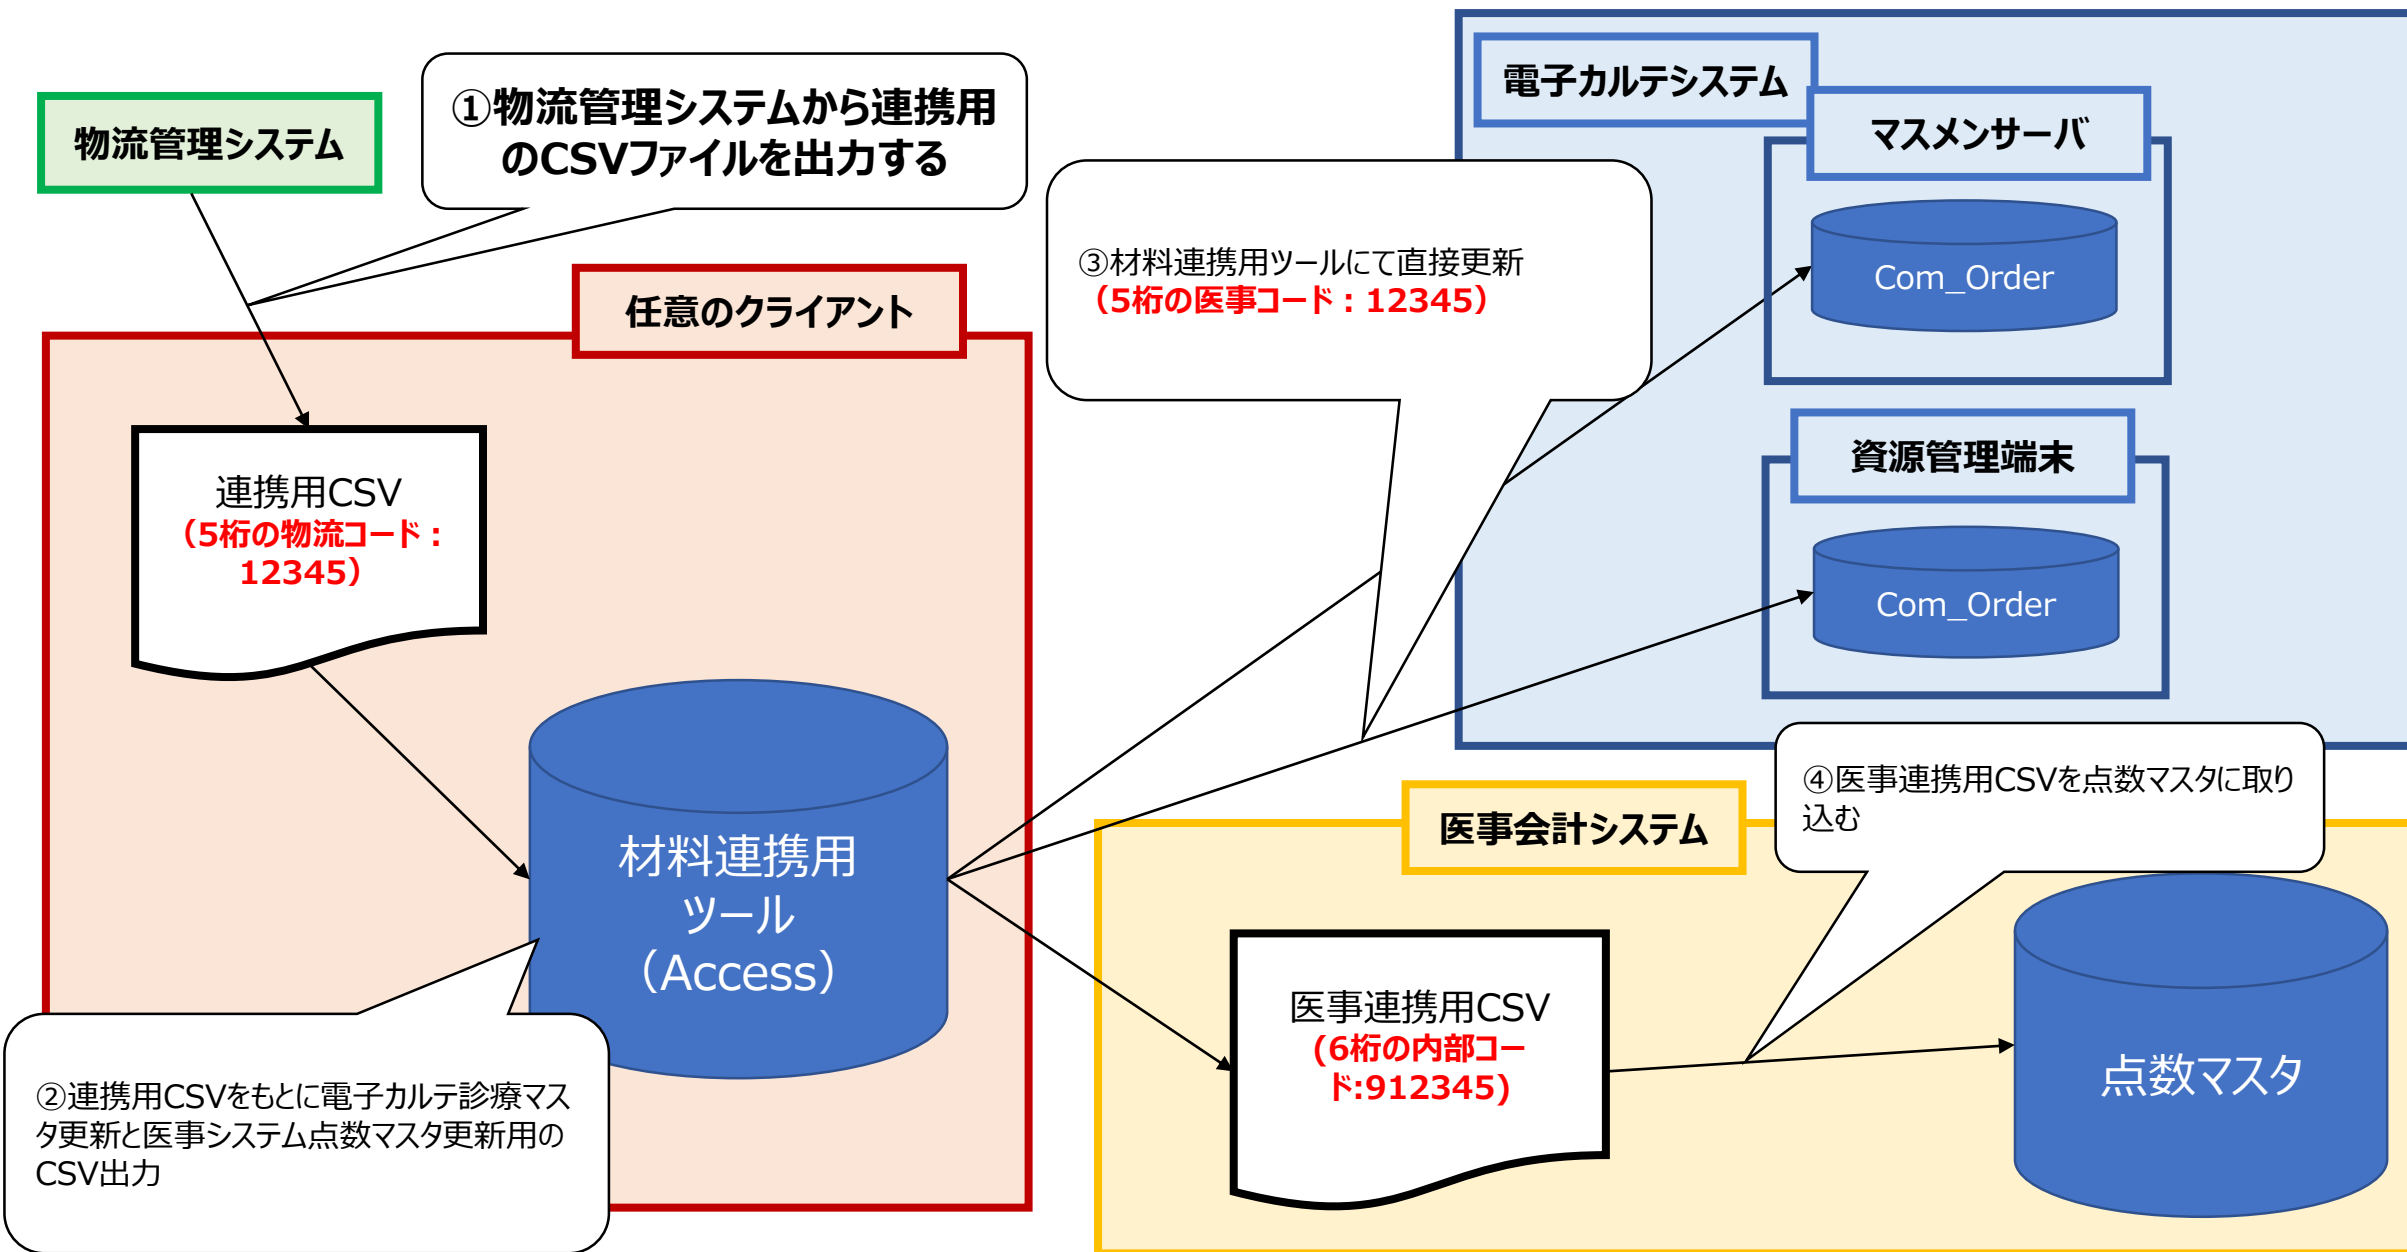 物流管理システム
①物流管理システムから連携用
のCSVファイルを出力する
電子カルテシステム
マスメンサーバ
Com_Order
③材料連携用ツールにて直接更新
（5桁の医事コード：12345）
任意のクライアント
連携用CSV
（5桁の物流コード：
12345）
資源管理端末
Com_Order
材料連携用
ツール
（Access）
②連携用CSVをもとに電子カルテ診療マス
タ更新と医事システム点数マスタ更新用の
CSV出力
医事会計システム
④医事連携用CSVを点数マスタに取り
込む
医事連携用CSV
(6桁の内部コー
ド:912345)
点数マスタ